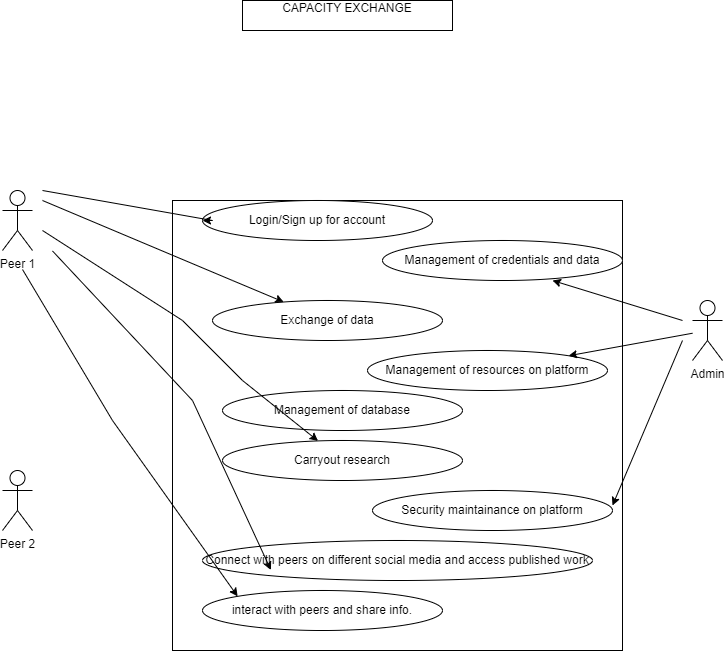 CAPACITY EXCHANGE
Login/Sign up for account
Peer 1
Management of credentials and data
Exchange of data
Management of resources on platform
Admin
Management of database
Carryout research
Security maintainance on platform
Peer 2
Connect with peers on different social media and access published work
interact with peers and share info.